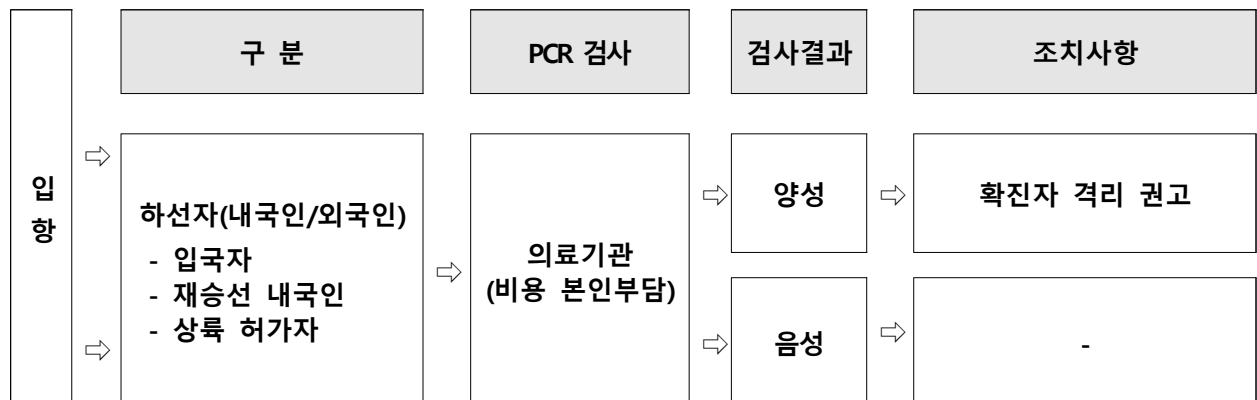 구 분
PCR 검사
검사결과
조치사항
입
항
⇨
⇨
하선자(내국인/외국인)
- 입국자
- 재승선 내국인
- 상륙 허가자
⇨
의료기관
(비용 본인부담)
⇨
양성
⇨
확진자 격리 권고
⇨
음성
⇨
-